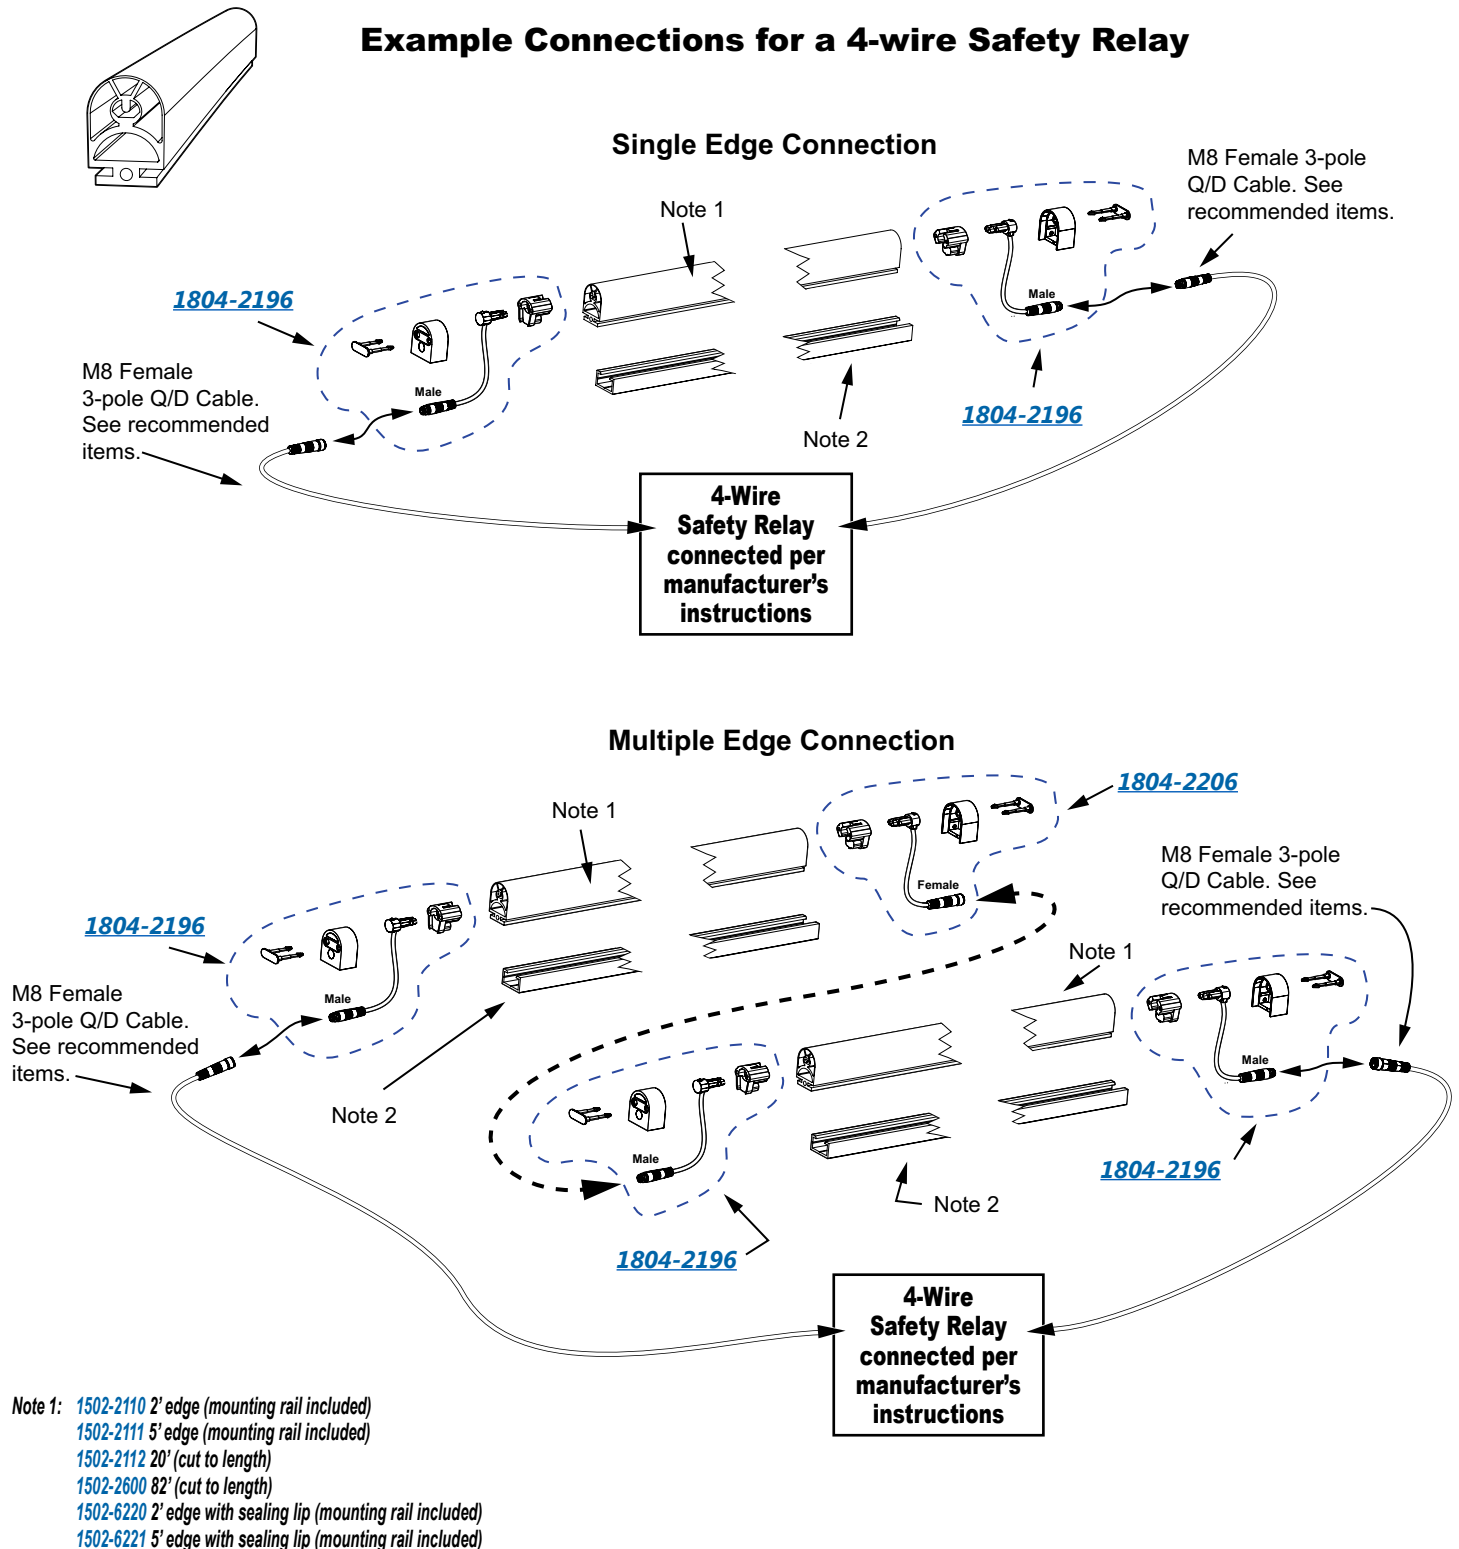 Example Connections for a 4-wire Safety Relay
Single Edge Connection
M8 Female 3-pole
Q/D Cable. See
recommended items.
Note 1
1804-2196
Male
M8 Female
3-pole Q/D Cable.
See recommended
items.
Male
1804-2196
Note 2
4-Wire
Safety Relay
connected per
manufacturer's
instructions
Multiple Edge Connection
1804-2206
Note 1
M8 Female 3-pole
Q/D Cable. See
recommended items.
Female
1804-2196
Note 1
M8 Female
3-pole Q/D Cable.
See recommended
items.
Male
Male
Note 2
Male
1804-2196
Note 2
1804-2196
4-Wire
Safety Relay
connected per
manufacturer's
instructions
Note 1: 1502-2110 2' edge (mounting rail included)
1502-2111 5' edge (mounting rail included)
1502-2112 20' (cut to length)
1502-2600 82' (cut to length)
1502-6220 2' edge with sealing lip (mounting rail included)
1502-6221 5' edge with sealing lip (mounting rail included)